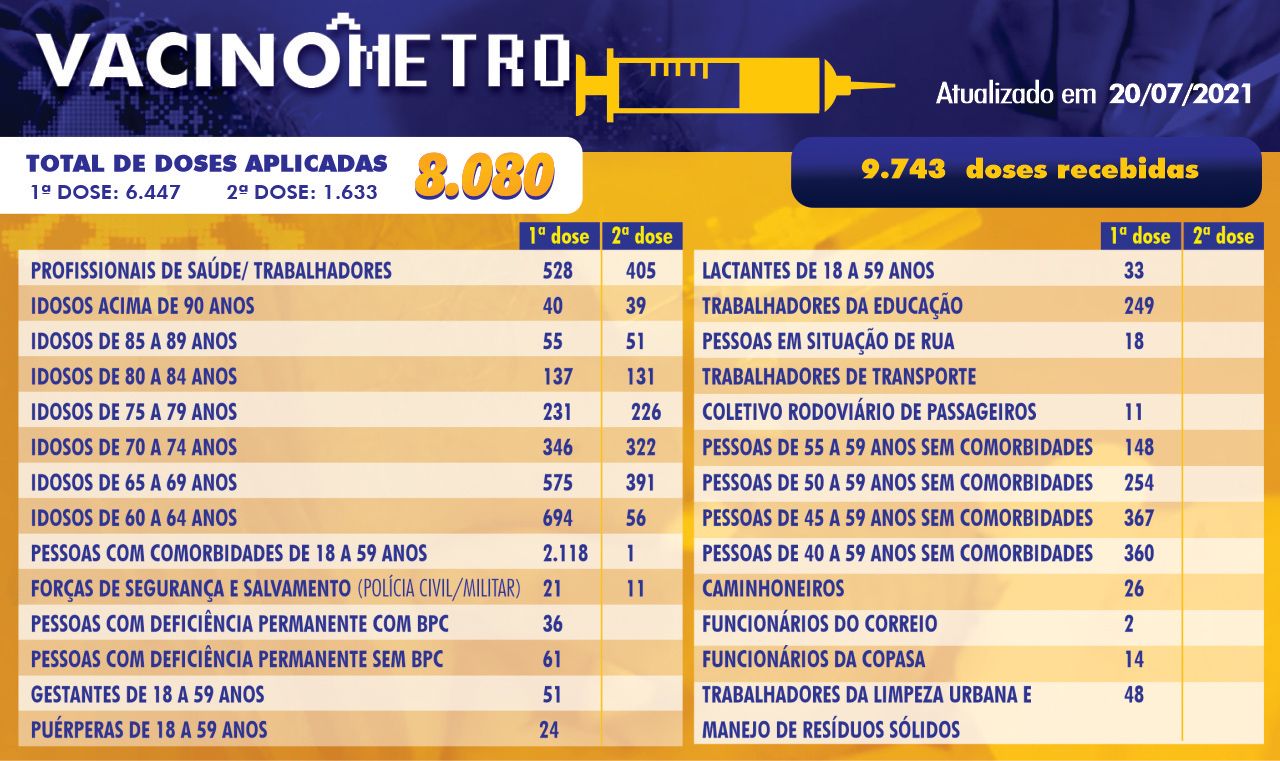 VACINÔMETRO
Atualizado em 20/07/2021
TOTAL DE DOSES APLICADAS 8.080
1ª DOSE: 6.447 2ª DOSE: 1.633
9.743 doses recebidas
1ª dose 2ª dose
PROFISSIONAIS DE SAÚDE/ TRABALHADORES 528 405
IDOSOS ACIMA DE 90 ANOS 40 39
IDOSOS DE 85 A 89 ANOS 55 51
IDOSOS DE 80 A 84 ANOS 137 131
IDOSOS DE 75 A 79 ANOS 231 226
IDOSOS DE 70 A 74 ANOS 346 322
IDOSOS DE 65 A 69 ANOS 575 391
IDOSOS DE 60 A 64 ANOS 694 56
PESSOAS COM COMORBIDADES DE 18 A 59 ANOS 2.118 1
FORÇAS DE SEGURANÇA E SALVAMENTO (POLÍCIA CIVIL/MILITAR) 21 11
PESSOAS COM DEFICIÊNCIA PERMANENTE COM BPC 36
PESSOAS COM DEFICIÊNCIA PERMANENTE SEM BPC 61
GESTANTES DE 18 A 59 ANOS 51
PUÉRPERAS DE 18 A 59 ANOS 24
1ª dose 2ª dose
LACTANTES DE 18 A 59 ANOS 33
TRABALHADORES DA EDUCAÇÃO 249
PESSOAS EM SITUAÇÃO DE RUA 18
TRABALHADORES DE TRANSPORTE
COLETIVO RODOVIÁRIO DE PASSAGEIROS 11
PESSOAS DE 55 A 59 ANOS SEM COMORBIDADES 148
PESSOAS DE 50 A 59 ANOS SEM COMORBIDADES 254
PESSOAS DE 45 A 59 ANOS SEM COMORBIDADES 367
PESSOAS DE 40 A 59 ANOS SEM COMORBIDADES 360
CAMINHONEIROS 26
FUNCIONÁRIOS DO CORREIO 2
FUNCIONÁRIOS DA COPASA 14
TRABALHADORES DA LIMPEZA URBANA E 48
MANEJO DE RESÍDUOS SÓLIDOS